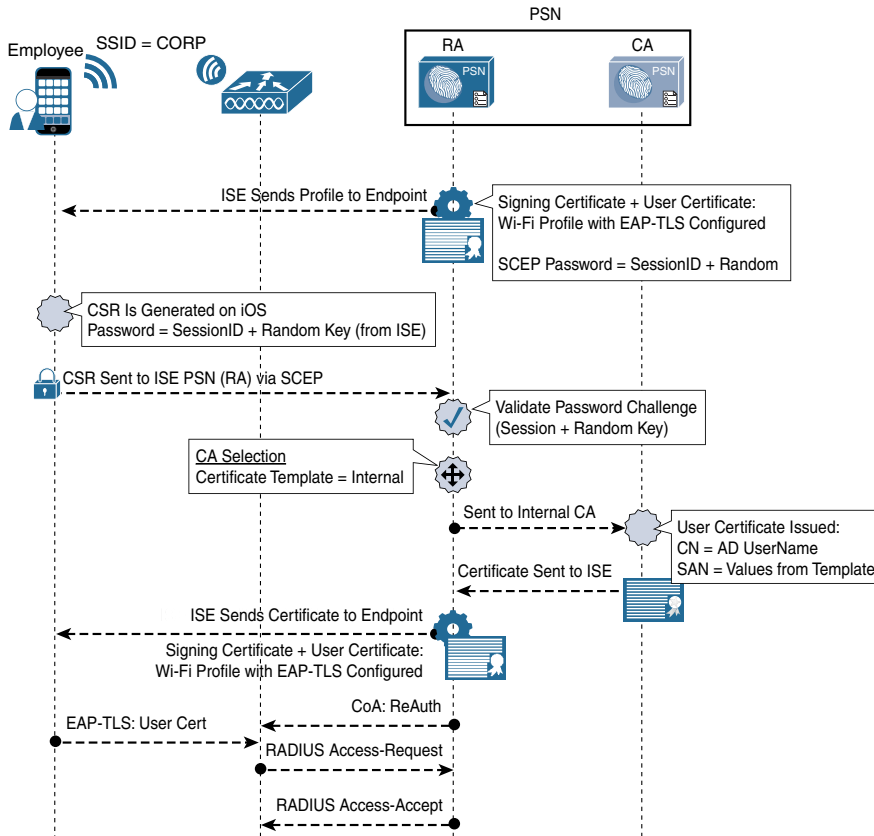 PSN
Employee
SSID = CORP
RA
CA
PSN
PSN
ISE Sends Profile to Endpoint
Signing Certificate + User Certificate:
Wi-Fi Profile with EAP-TLS Configured
SCEP Password = SessionID + Random
CSR Is Generated on iOS
Password = SessionID + Random Key (from ISE)
CSR Sent to ISE PSN (RA) via SCEP
Validate Password Challenge
(Session + Random Key)
CA Selection
Certificate Template = Internal
Sent to Internal CA
User Certificate Issued:
CN = AD UserName
SAN = Values from Template
Certificate Sent to ISE
ISE Sends Certificate to Endpoint
Signing Certificate + User Certificate:
Wi-Fi Profile with EAP-TLS Configured
CoA: ReAuth
EAP-TLS: User Cert
RADIUS Access-Request
RADIUS Access-Accept